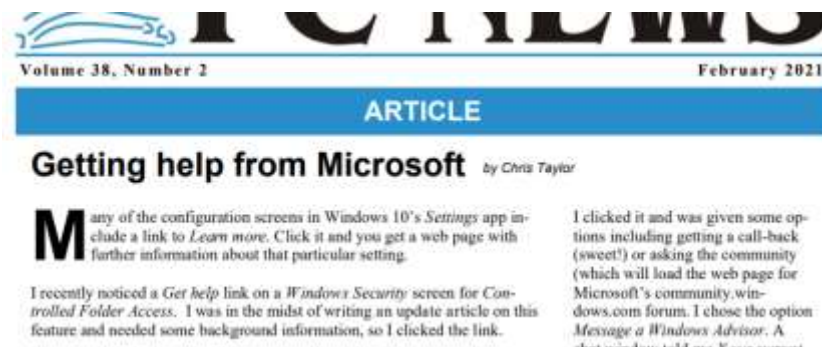 PC NEWS
Volume 38, Number 2
February 2021
ARTICLE
Getting help from Microsoft by Chris Taylor
Many of the configuration screens in Windows 10's Settings app in-
clude a link to Learn more. Click it and you get a web page with
further information about that particular setting.
I recently noticed a Get help link on a Windows Security screen for Con-
trolled Folder Access. I was in the midst of writing an update article on this
feature and needed some background information, so I clicked the link.
I clicked it and was given some op-
tions including getting a call-back
(sweet!) or asking the community
(which will load the web page for
Microsoft's community.win-
dows.com forum. I chose the option
Message a Windows Advisor. A